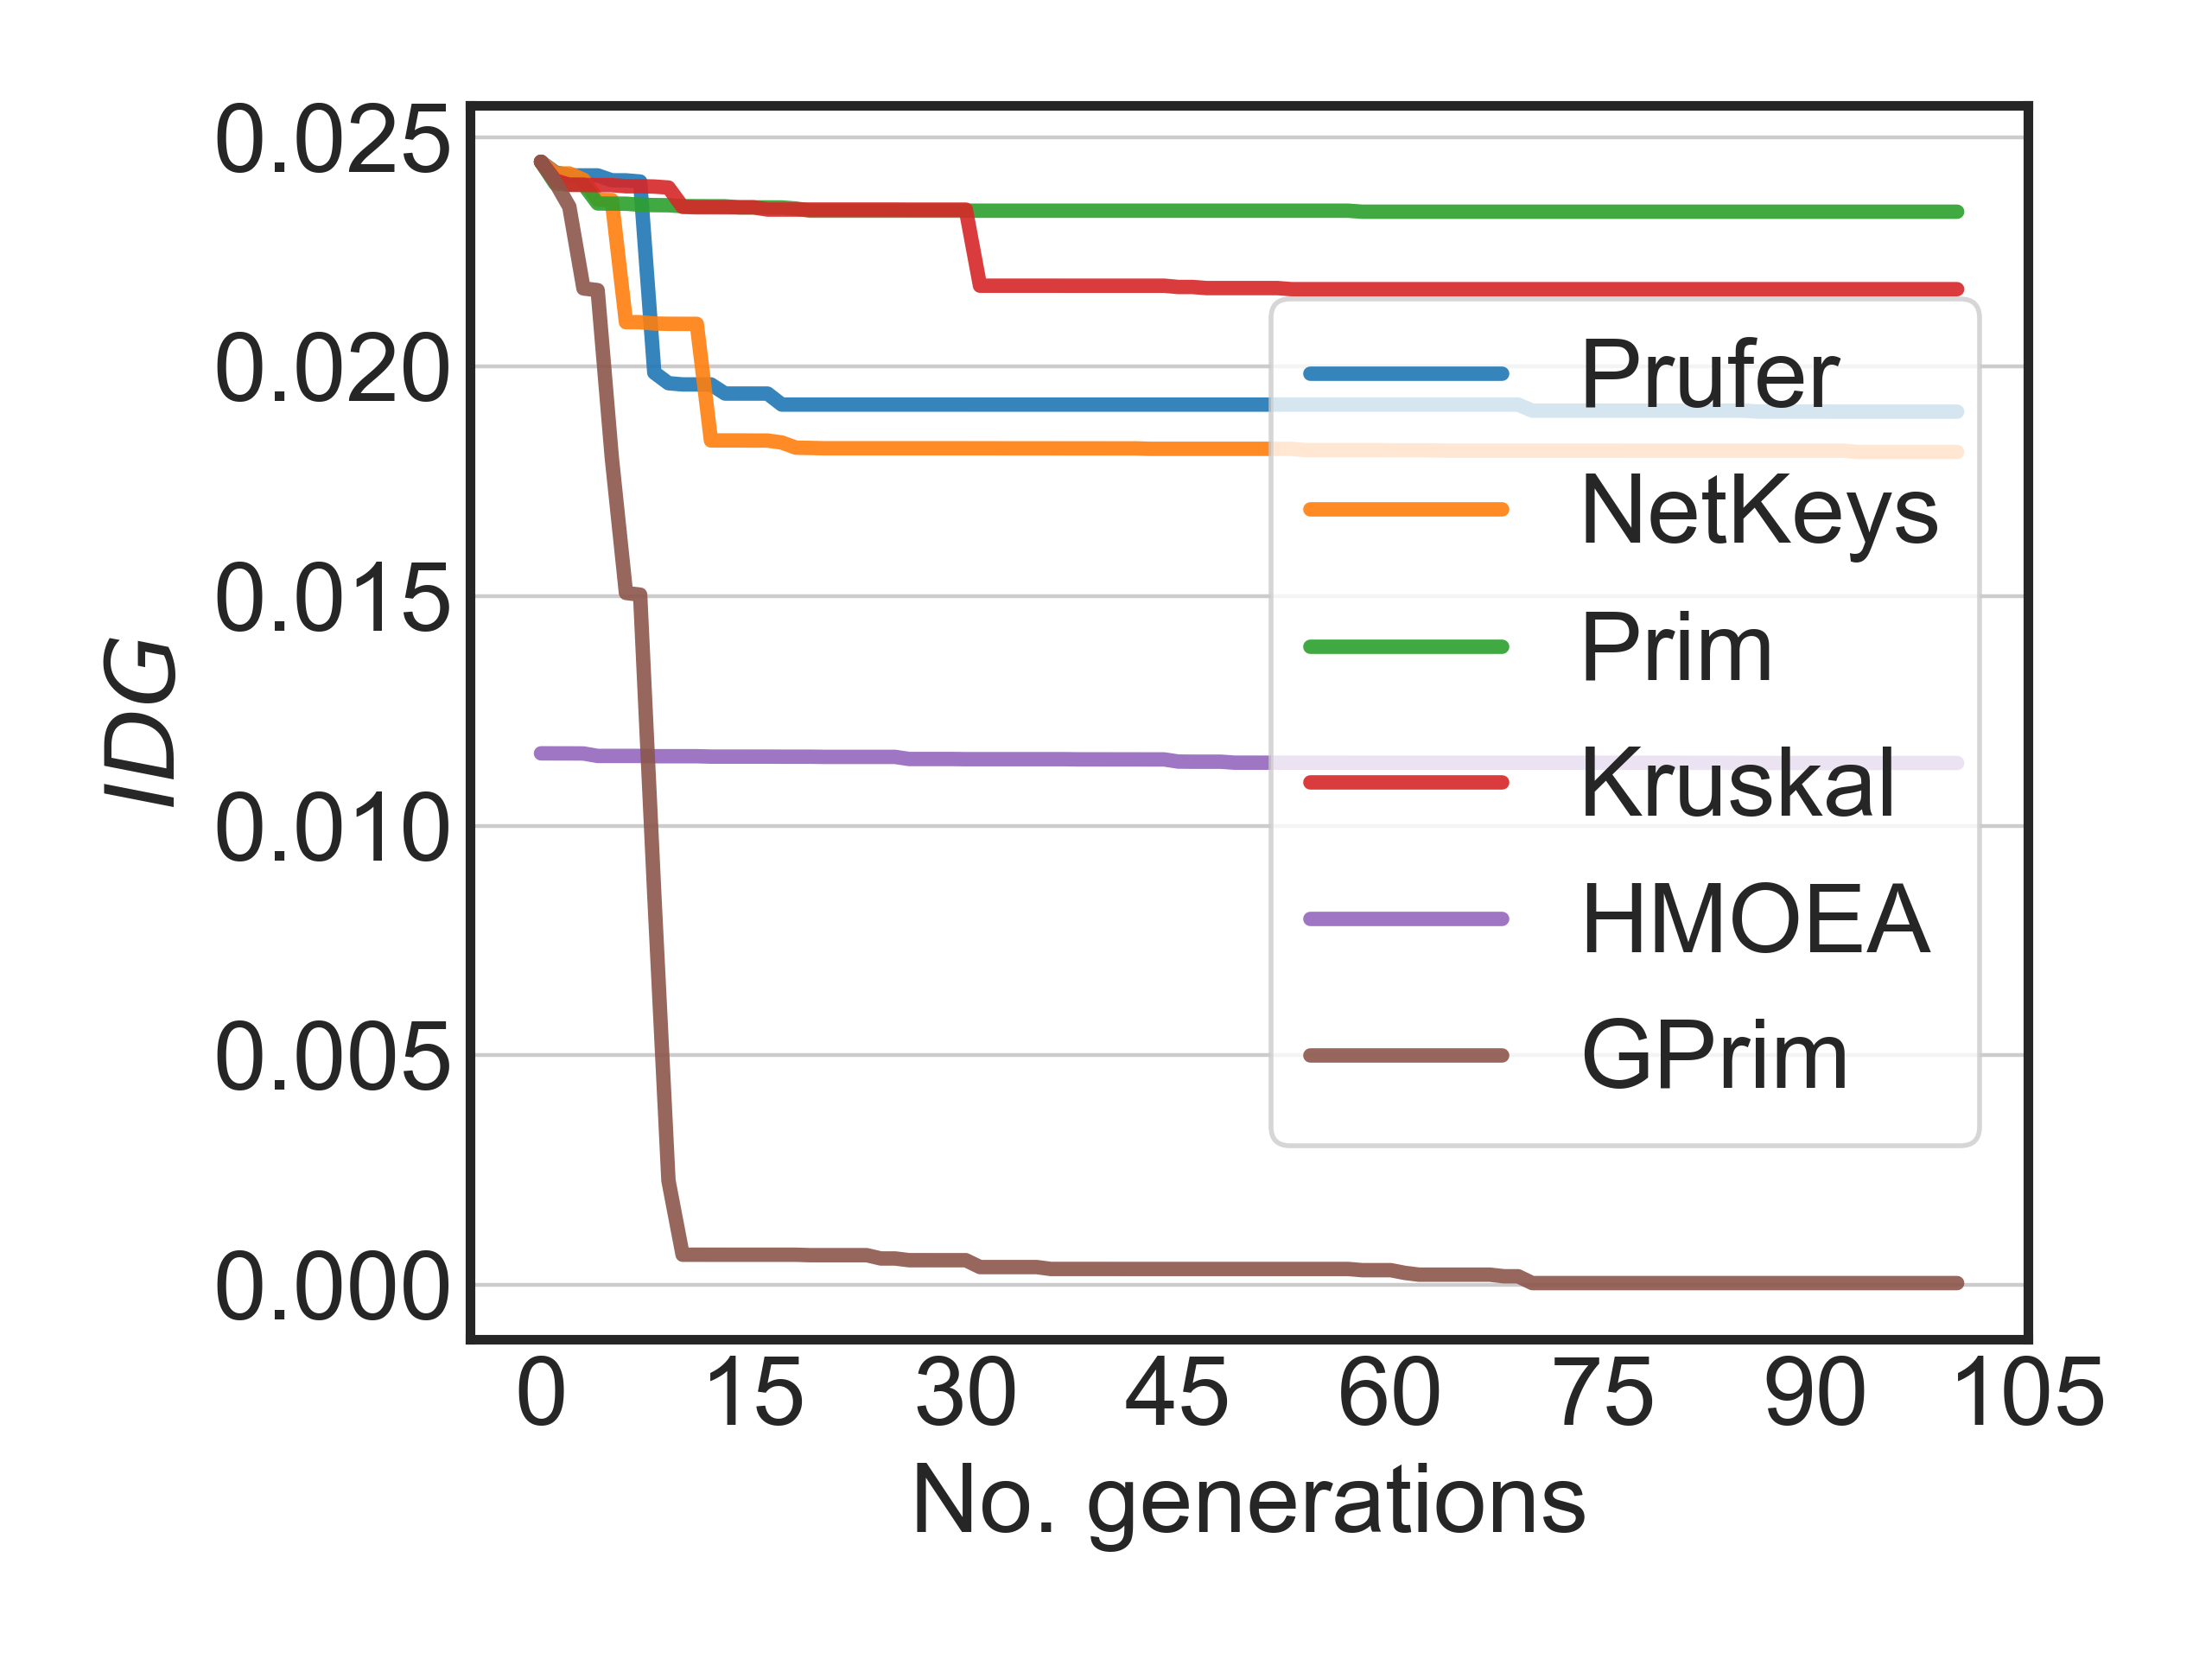 0.025
0.020
0.015
0.010
0.005
0.000
IDG
0 15 30 45 60 75 90 105
No. generations
Prufer
NetKeys
Prim
Kruskal
HMOEA
GPrim